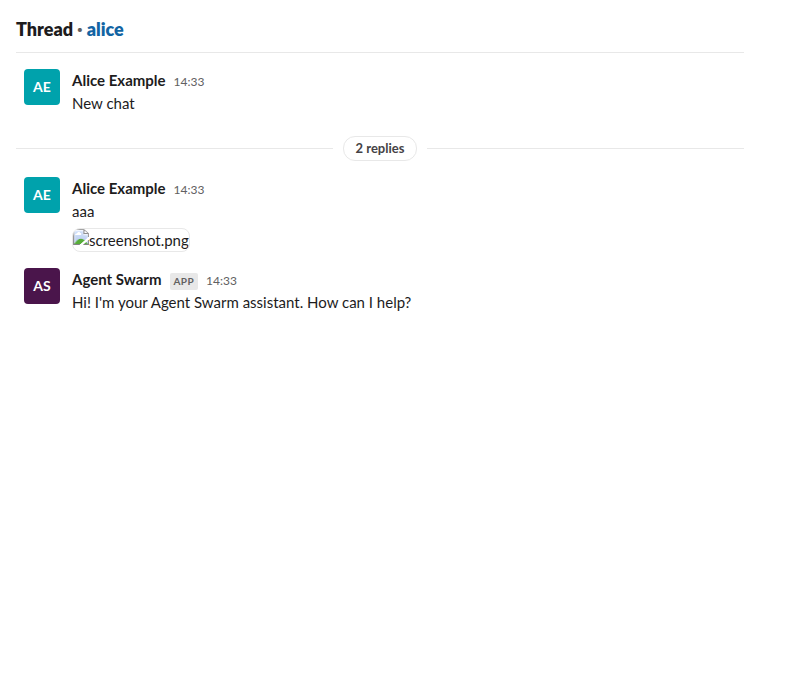 Thread • alice
AE
Alice Example 14:33
New chat
2 replies
AE
Alice Example 14:33
aaa
screenshot.png
AS
Agent Swarm APP 14:33
Hi! I'm your Agent Swarm assistant. How can I help?